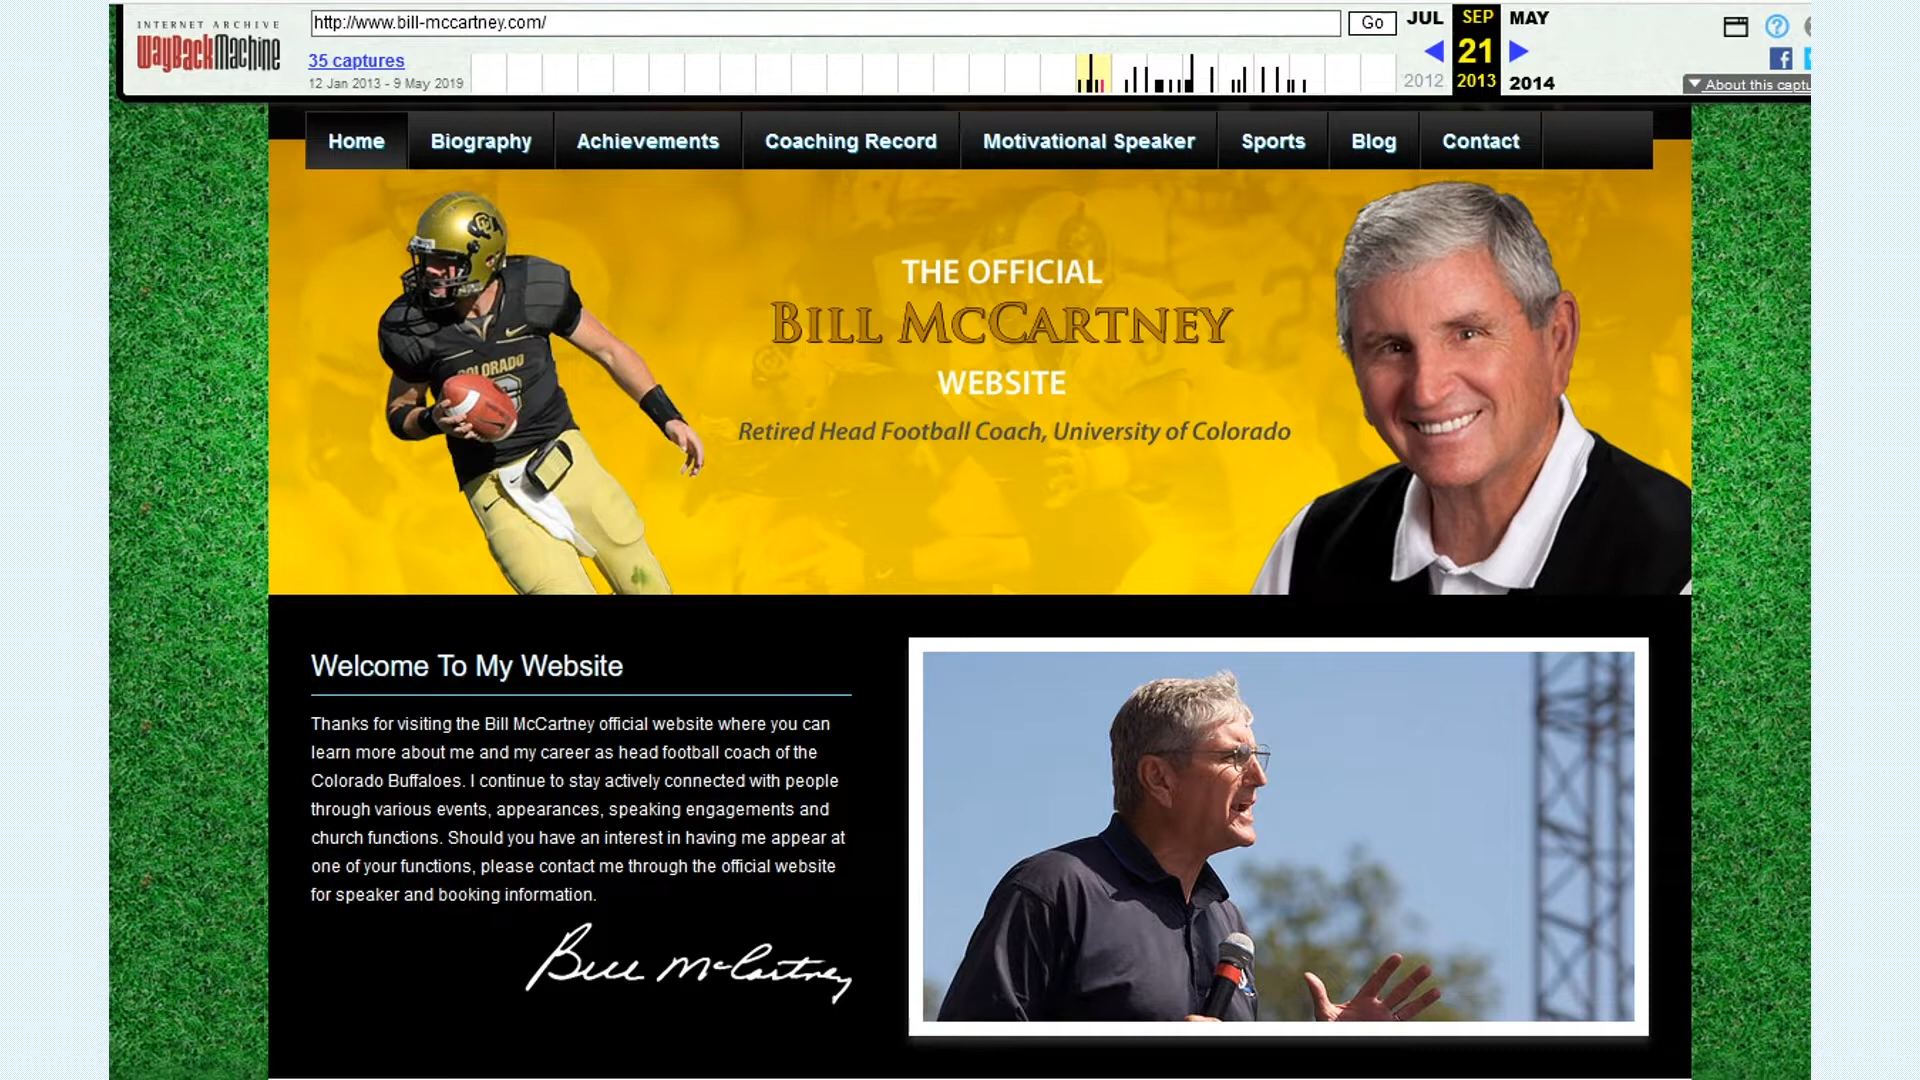 INTERNET ARCHIVE
WayBackMachine
http://www.bill-mccartney.com/
Go
JUL
SEP
MAY
35 captures
21
12 Jan 2013 - 9 May 2019
2012
2013
2014
About this captu
Home
Biography
Achievements
Coaching Record
Motivational Speaker
Sports
Blog
Contact
THE OFFICIAL
BILL MCCARTNEY
WEBSITE
Retired Head Football Coach, University of Colorado
COLORADO
Welcome To My Website
Thanks for visiting the Bill McCartney official website where you can
learn more about me and my career as head football coach of the
Colorado Buffaloes. I continue to stay actively connected with people
through various events, appearances, speaking engagements and
church functions. Should you have an interest in having me appear at
one of your functions, please contact me through the official website
for speaker and booking information.
Bill McCartney